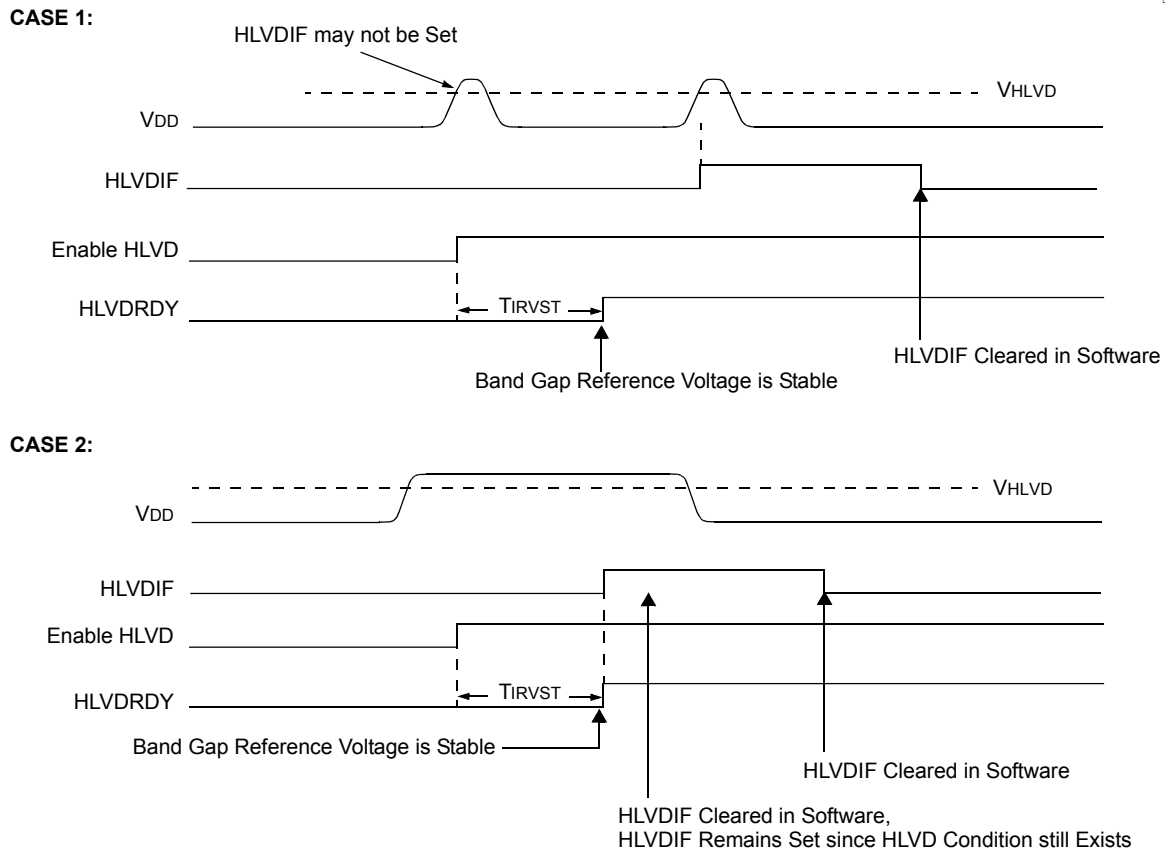 CASE 1:
HLVDIF may not be Set
VHLVD
VDD
HLVDIF
Enable HLVD
HLVDRDY
TIRVST
HLVDIF Cleared in Software
Band Gap Reference Voltage is Stable
CASE 2:
VHLVD
VDD
HLVDIF
Enable HLVD
HLVDRDY
TIRVST
Band Gap Reference Voltage is Stable
HLVDIF Cleared in Software
HLVDIF Cleared in Software,
HLVDIF Remains Set since HLVD Condition still Exists